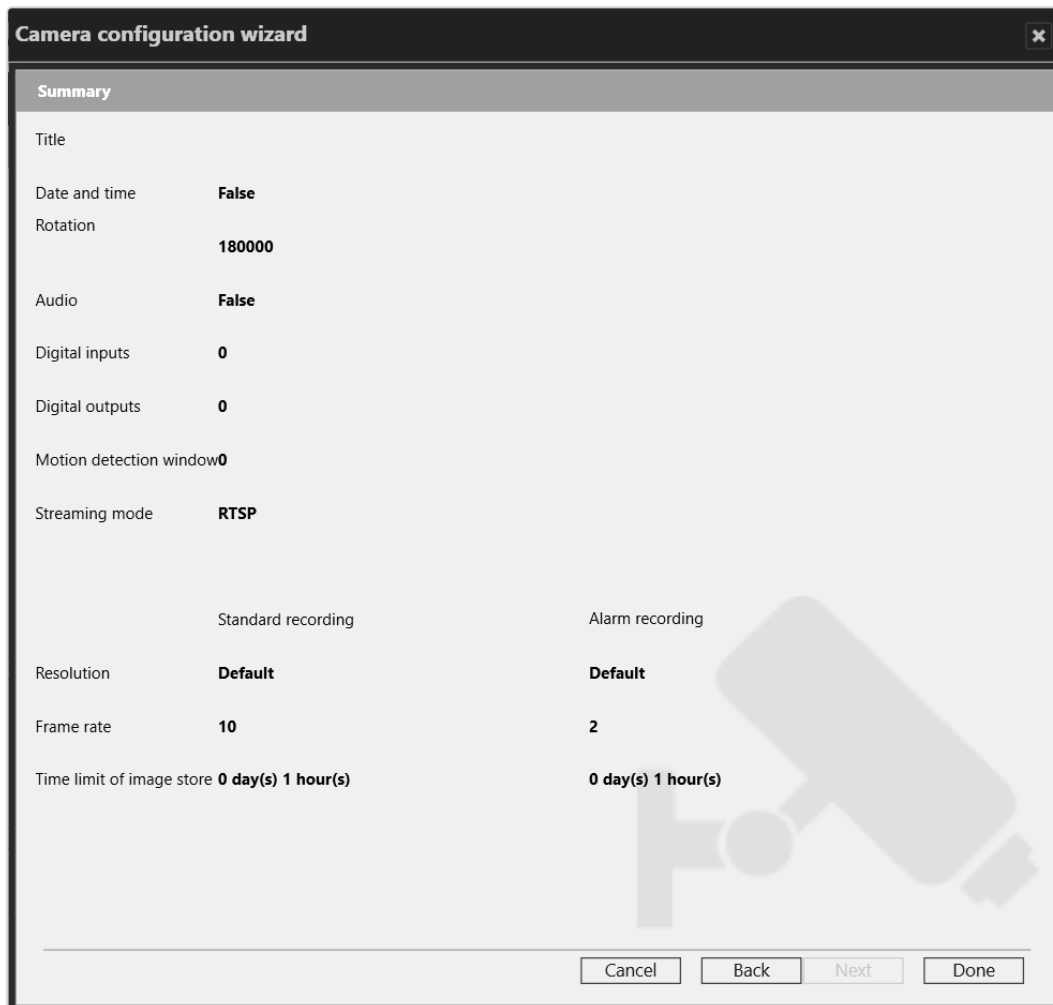 Camera configuration wizard
Summary
Title
Date and time False
Rotation
180000
Audio False
Digital inputs 0
Digital outputs 0
Motion detection window0
Streaming mode RTSP
Standard recording Alarm recording
Resolution Default Default
Frame rate 10 2
Time limit of image store 0 day(s) 1 hour(s) 0 day(s) 1 hour(s)
Cancel Back Next Done